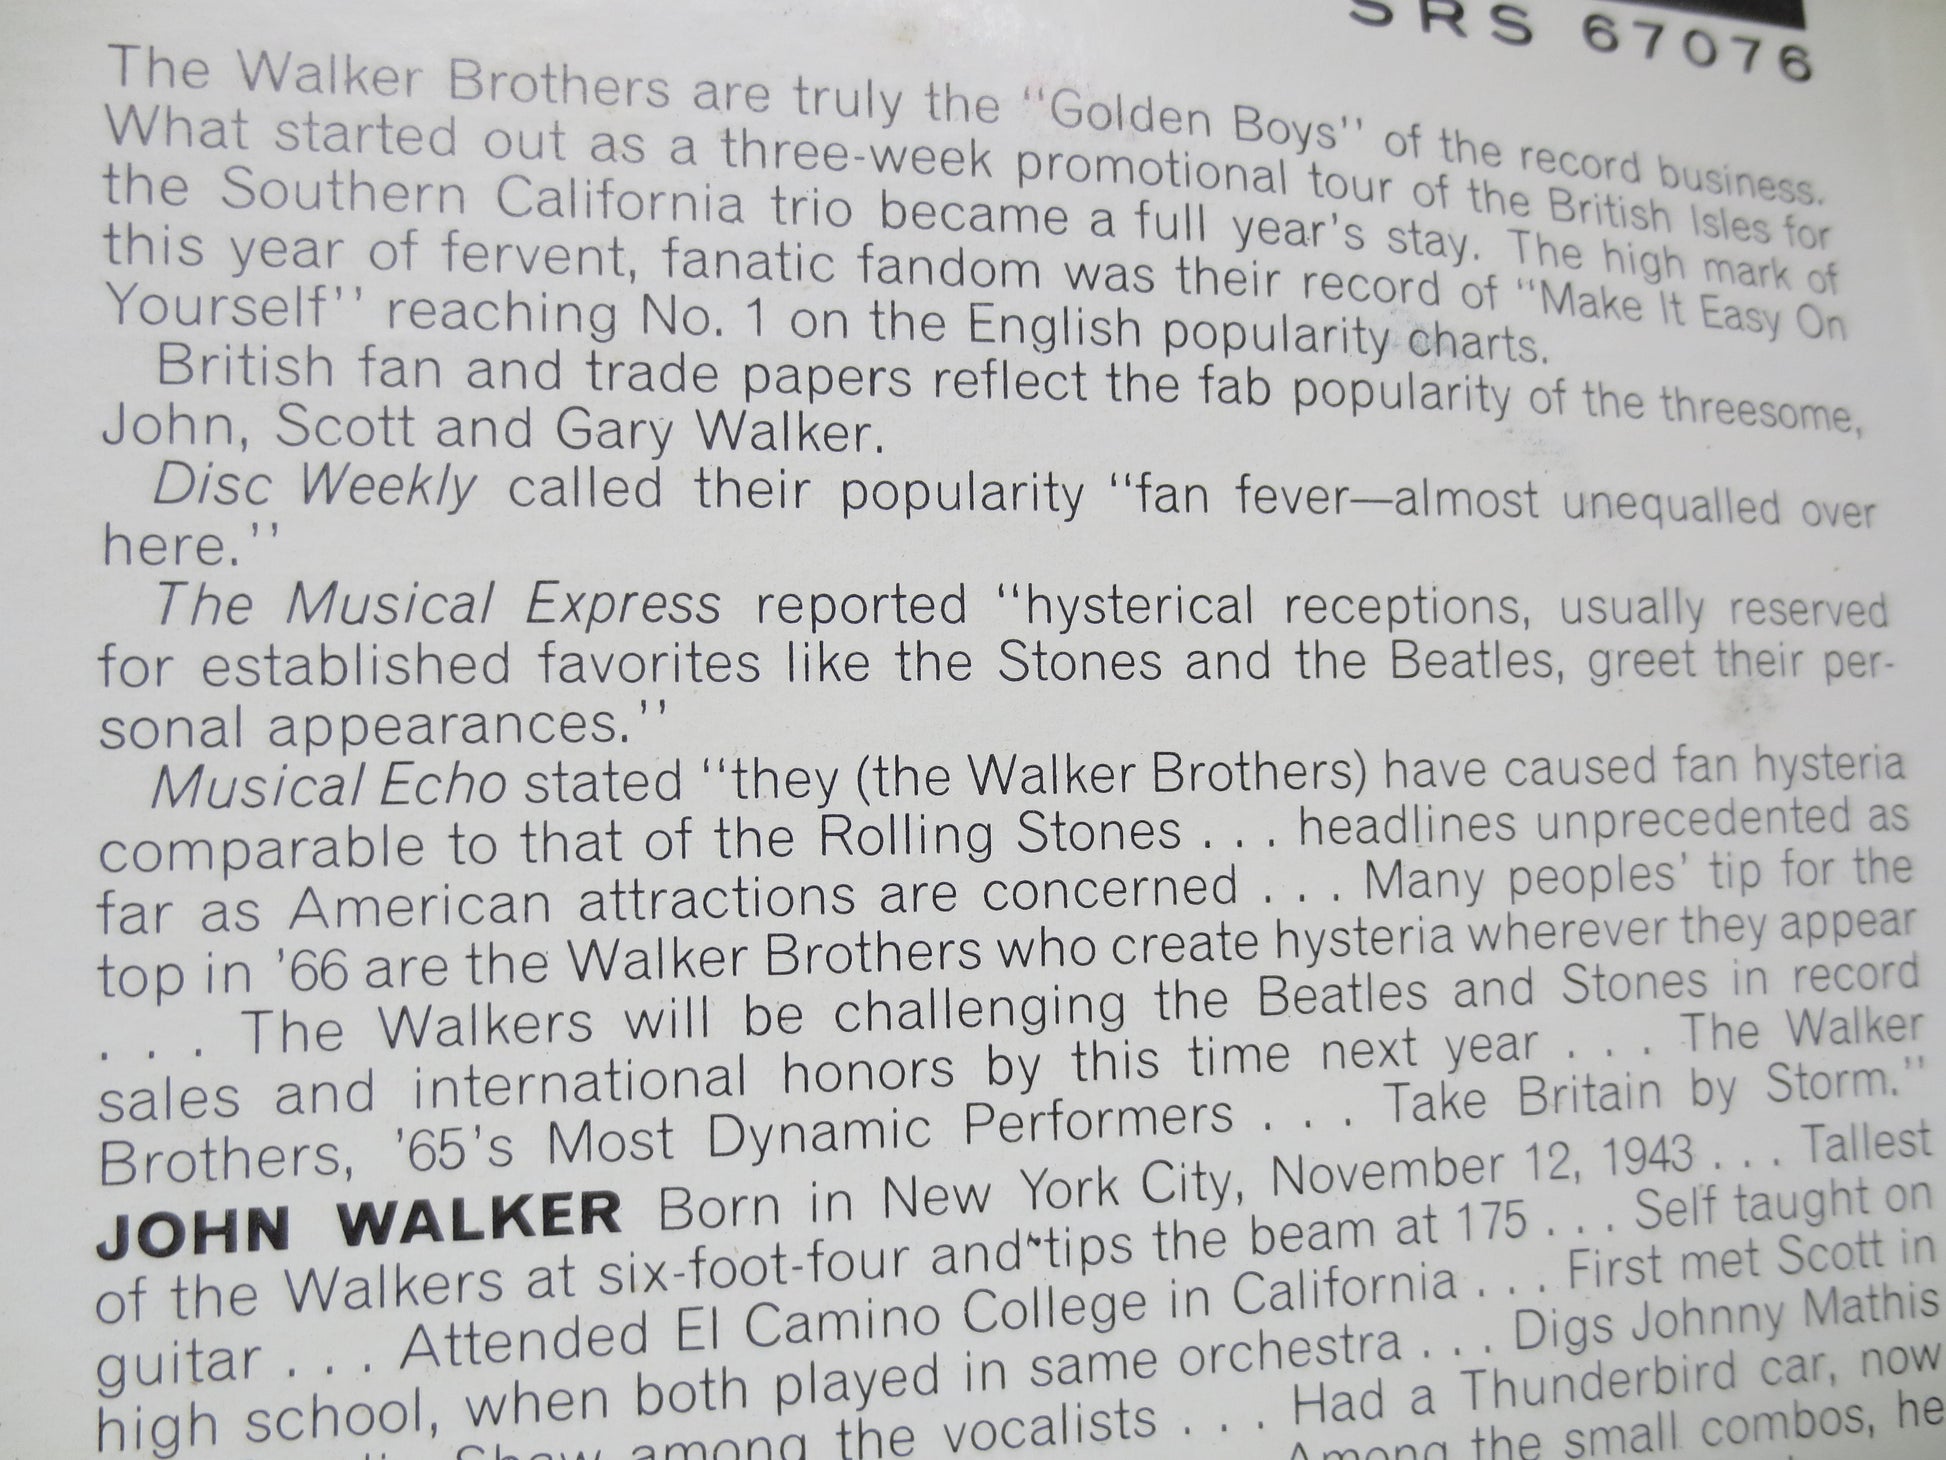 SRS 67076
The Walker Brothers are truly the "Golden Boys" of the record business.
What started out as a three-week promotional tour of the British Isles for
the Southern California trio became a full year's stay. The high mark of
this year of fervent, fanatic fandom was their record of "Make It Easy On
Yourself" reaching No. 1 on the English popularity charts.
British fan and trade papers reflect the fab popularity of the threesome,
John, Scott and Gary Walker.
Disc Weekly called their popularity "fan fever—almost unequalled over
here."
The Musical Express reported "hysterical receptions, usually reserved
for established favorites like the Stones and the Beatles, greet their per-
sonal appearances."
Musical Echo stated "they (the Walker Brothers) have caused fan hysteria
comparable to that of the Rolling Stones . . . headlines unprecedented as
far as American attractions are concerned . . . Many peoples' tip for the
top in '66 are the Walker Brothers who create hysteria wherever they appear
. . . The Walkers will be challenging the Beatles and Stones in record
sales and international honors by this time next year . . . The Walker
Brothers, '65's Most Dynamic Performers . . . Take Britain by Storm."
JOHN WALKER Born in New York City, November 12, 1943 . . . Tallest
of the Walkers at six-foot-four and tips the beam at 175 . . . Self taught on
guitar . . . Attended El Camino College in California . . . First met Scott in
high school, when both played in same orchestra . . . Digs Johnny Mathis
Show among the vocalists . . . Had a Thunderbird car, now
Among the small combos, he